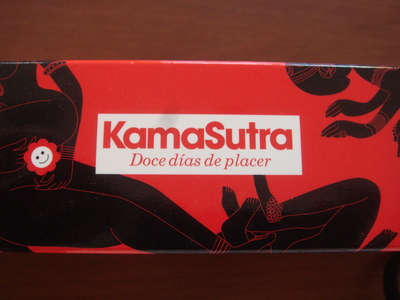 KamaSutra
Doce días de placer